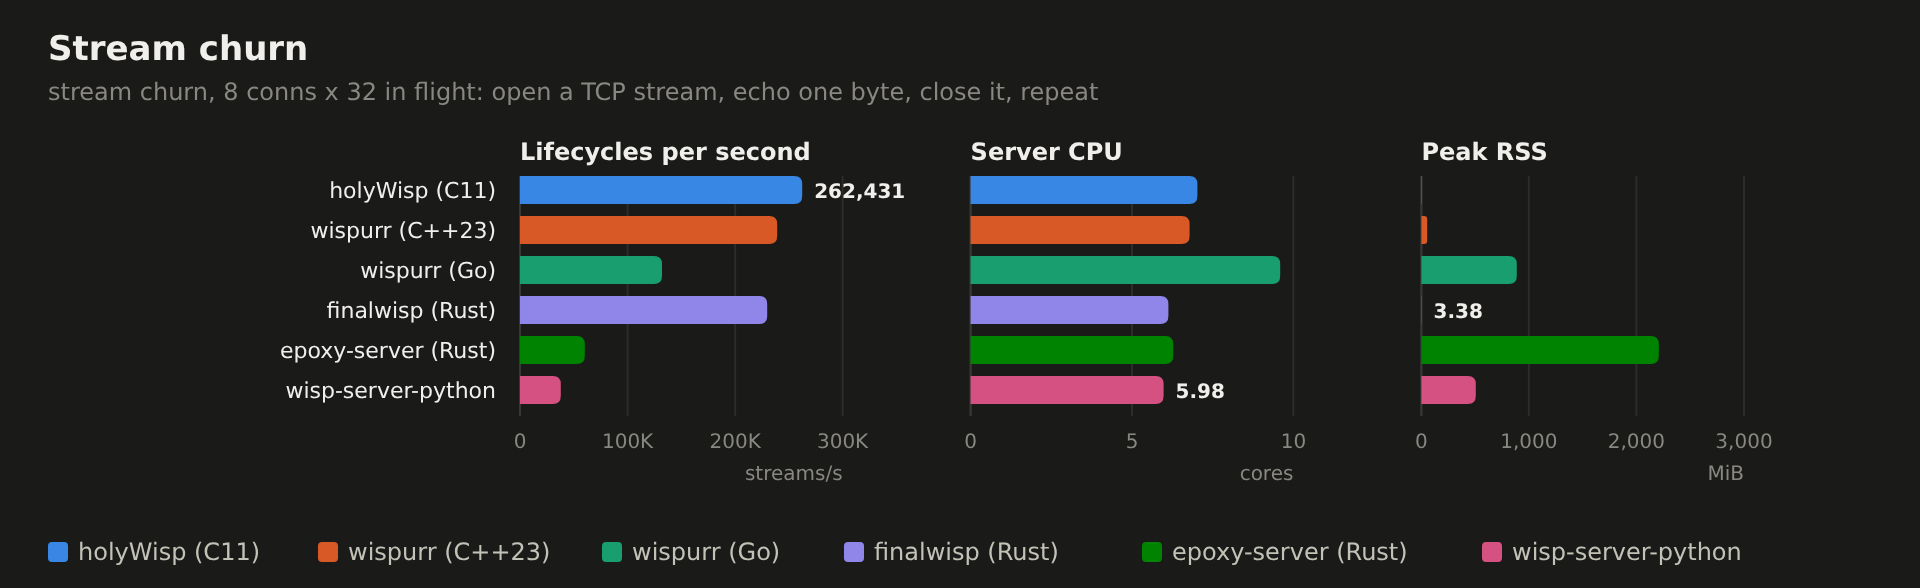 Stream churn
stream churn, 8 conns x 32 in flight: open a TCP stream, echo one byte, close it, repeat
Lifecycles per second
Server CPU
Peak RSS
holyWisp (C11)
262,431
wispurr (C++23)
wispurr (Go)
finalwisp (Rust)
3.38
epoxy-server (Rust)
wisp-server-python
5.98
0 100K 200K 300K
0 5 10
0 1,000 2,000 3,000
streams/s
cores
MiB
holyWisp (C11) wispurr (C++23) wispurr (Go) finalwisp (Rust) epoxy-server (Rust) wisp-server-python